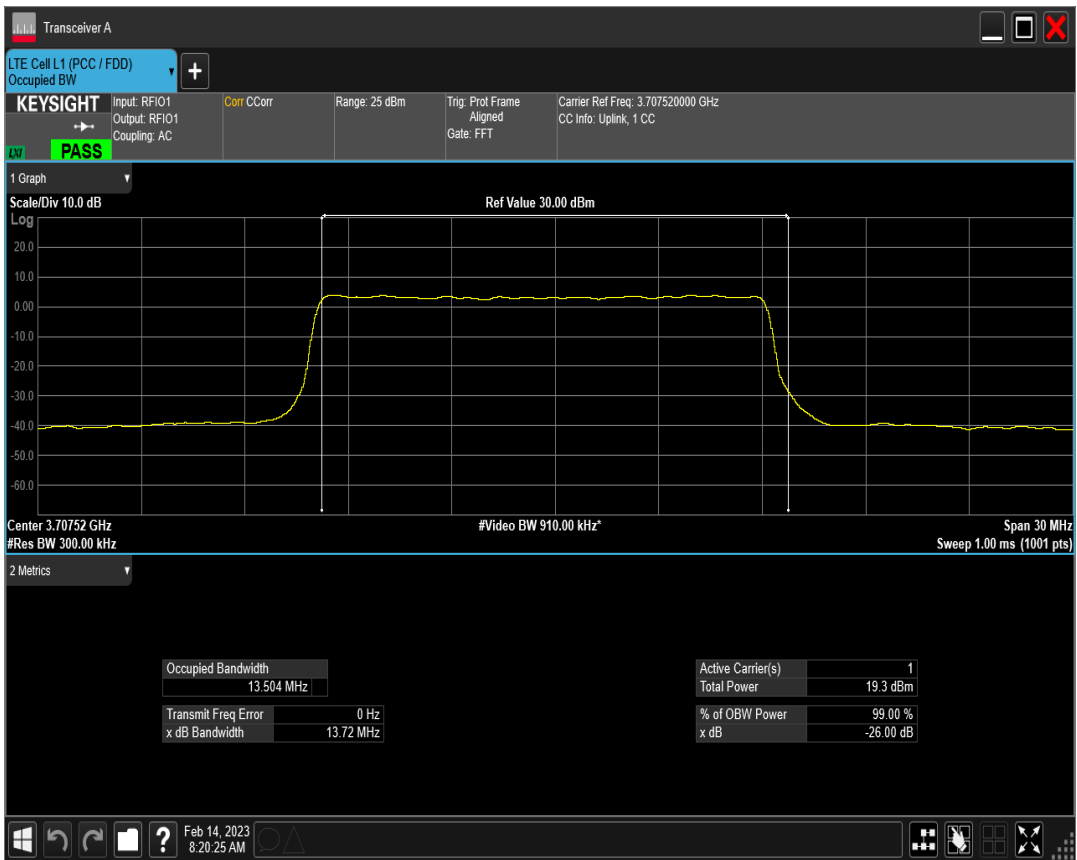 Transceiver A
LTE Cell L1 (PCC / FDD)
Occupied BW
KEYSIGHT
LXI
PASS
Input: RFIO1
Output: RFIO1
Coupling: AC
Corr CCorr
Range: 25 dBm
Trig: Prot Frame
Aligned
Gate: FFT
Carrier Ref Freq: 3.707520000 GHz
CC Info: Uplink, 1 CC
1 Graph
Scale/Div 10.0 dB
Ref Value 30.00 dBm
Log
20.0
10.0
0.00
-10.0
-20.0
-30.0
-40.0
-50.0
-60.0
Center 3.70752 GHz
#Video BW 910.00 kHz*
Span 30 MHz
#Res BW 300.00 kHz
Sweep 1.00 ms (1001 pts)
2 Metrics
Occupied Bandwidth
13.504 MHz
Transmit Freq Error 0 Hz
x dB Bandwidth 13.72 MHz
Active Carrier(s) 1
Total Power 19.3 dBm
% of OBW Power 99.00 %
x dB -26.00 dB
?
Feb 14, 2023
8:20:25 AM